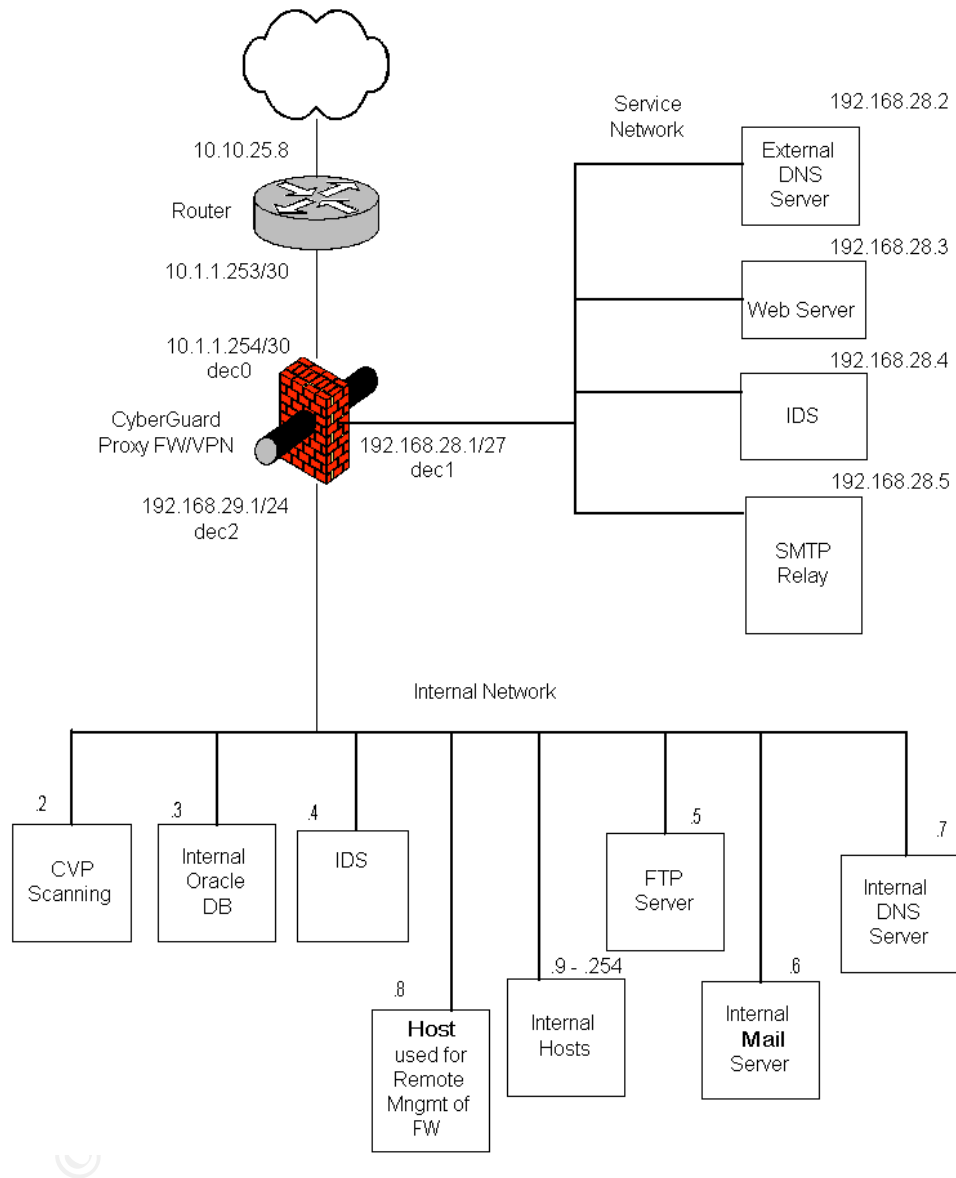 192.168.28.2
Service
Network
10.10.25.8
External
DNS
Server
Router
192.168.28.3
10.1.1.253/30
Web Server
10.1.1.254/30
dec0
192.168.28.4
CyberGuard
Proxy FW/VPN
IDS
192.168.28.1/27
dec1
192.168.28.5
192.168.29.1/24
dec2
SMTP
Relay
Internal Network
.2
CVP
Scanning
.3
Internal
Oracle
DB
.4
IDS
.8
Host
used for
Remote
Mngmt of
FW
.9 - .254
Internal
Hosts
.5
FTP
Server
.6
Internal
Mail
Server
.7
Internal
DNS
Server